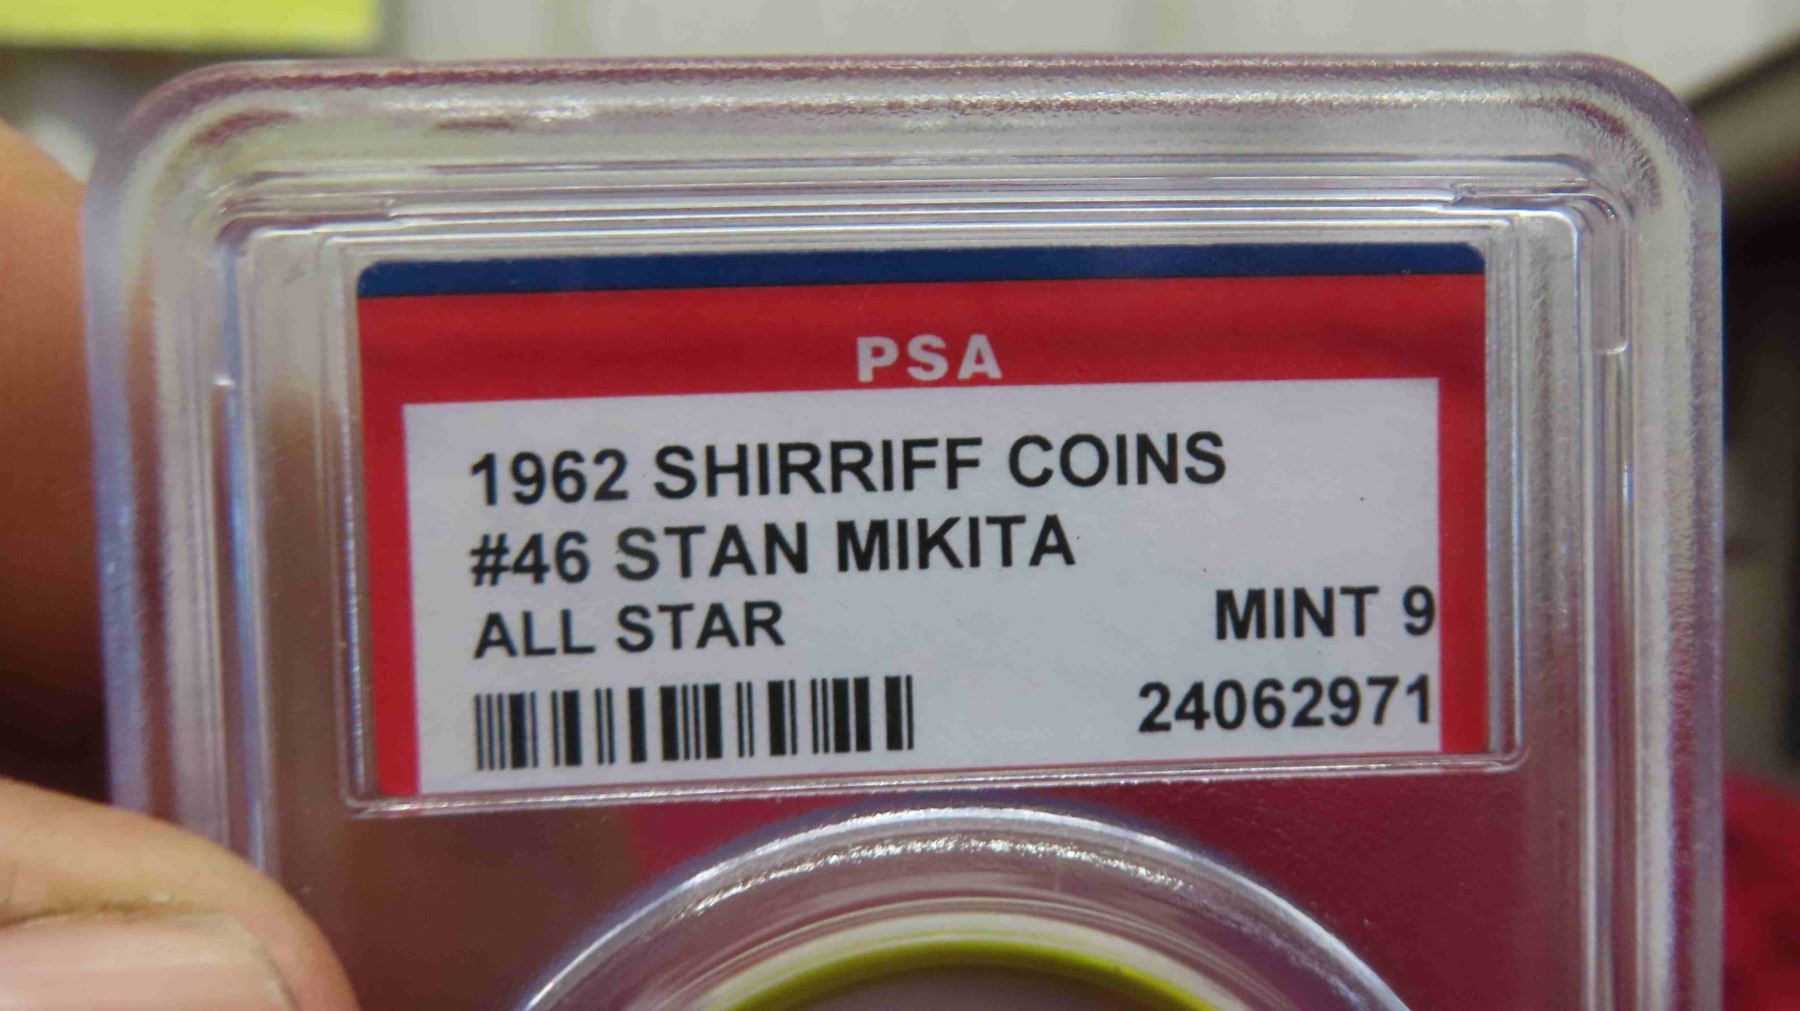 PSA
1962 SHIRRIFF COINS
#46 STAN MIKITA
ALL STAR
MINT 9
24062971